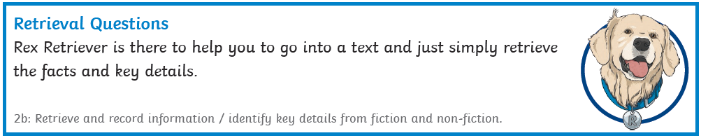 Retrieval Questions
Rex Retriever is there to help you to go into a text and just simply retrieve
the facts and key details.
2b: Retrieve and record information / identify key details from fiction and non-fiction.
R